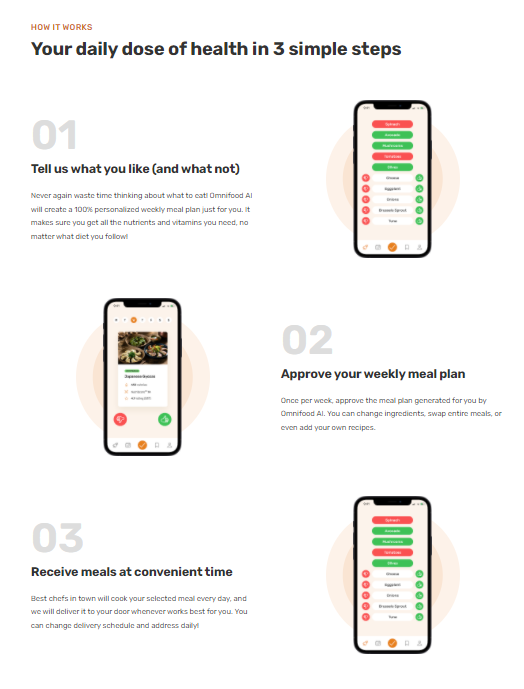 HOW IT WORKS
Your daily dose of health in 3 simple steps
01
Tell us what you like (and what not)
Never again waste time thinking about what to eat! Omnifood AI
will create a 100% personalized weekly meal plan just for you. It
makes sure you get all the nutrients and vitamins you need, no
matter what diet you follow!
Spinach
Avocado
Mushrooms
Tomatoes
Olives
Cheese
Eggplant
Onions
Brussels Sprout
Tuna
02
Approve your weekly meal plan
Once per week, approve the meal plan generated for you by
Omnifood AI. You can change ingredients, swap entire meals, or
even add your own recipes.
Japanese Gyozas
03
Receive meals at convenient time
Best chefs in town will cook your selected meal every day, and
we will deliver it to your door whenever works best for you. You
can change delivery schedule and address daily!
Spinach
Avocado
Mushrooms
Tomatoes
Olives
Cheese
Eggplant
Onions
Brussels Sprout
Tuna